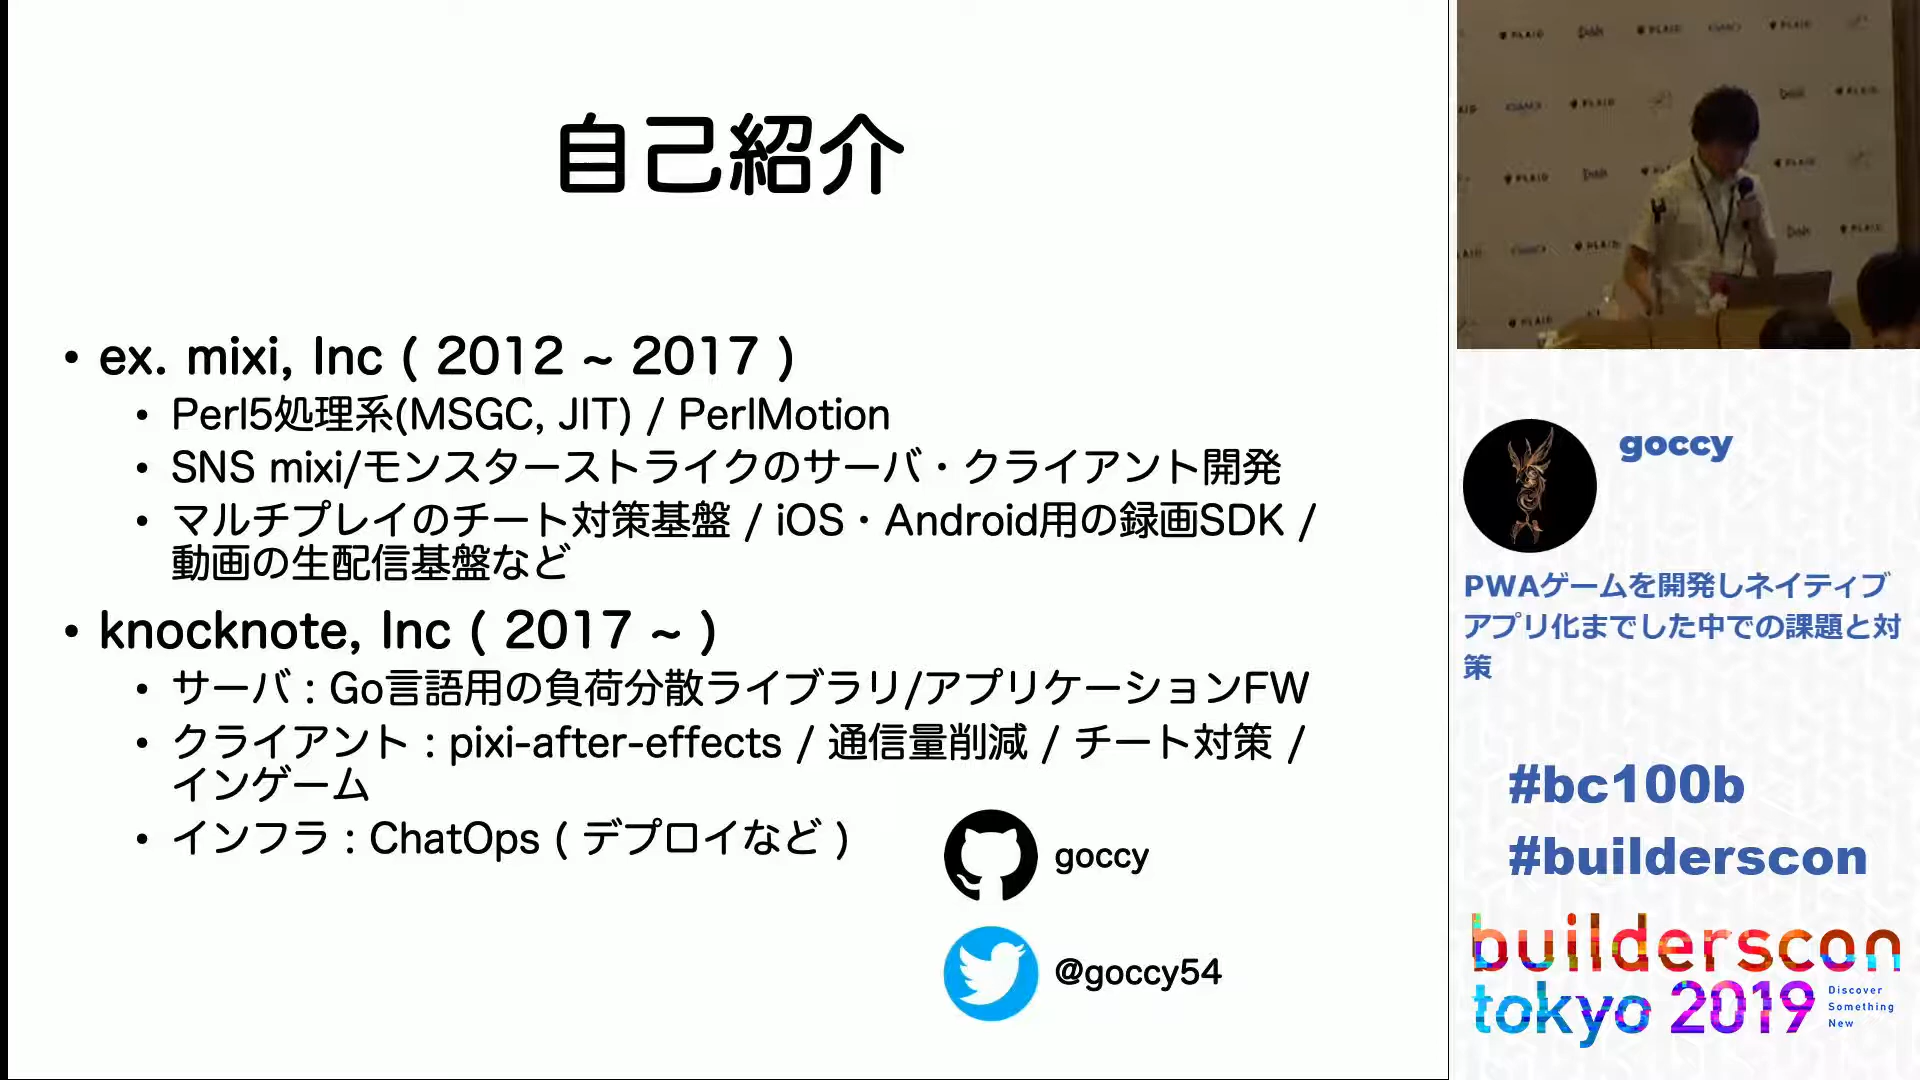 自己紹介
• ex. mixi, Inc ( 2012 ~ 2017 )
• Perl5処理系(MSGC, JIT) / PerlMotion
• SNS mixi/モンスターストライクのサーバ・クライアント開発
• マルチプレイのチート対策基盤 / iOS・Android用の録画SDK /
動画の生配信基盤など
• knocknote, Inc ( 2017 ~ )
• サーバ : Go言語用の負荷分散ライブラリ/アプリケーションFW
• クライアント : pixi-after-effects / 通信量削減 / チート対策 /
インゲーム
• インフラ : ChatOps ( デプロイなど )
goccy
@goccy54
PLAID
goccy
PWAゲームを開発しネイティブ
アプリ化までした中での課題と対
策
#bc100b
#builderscon
builderscon
tokyo 2019
Discover
Something
New